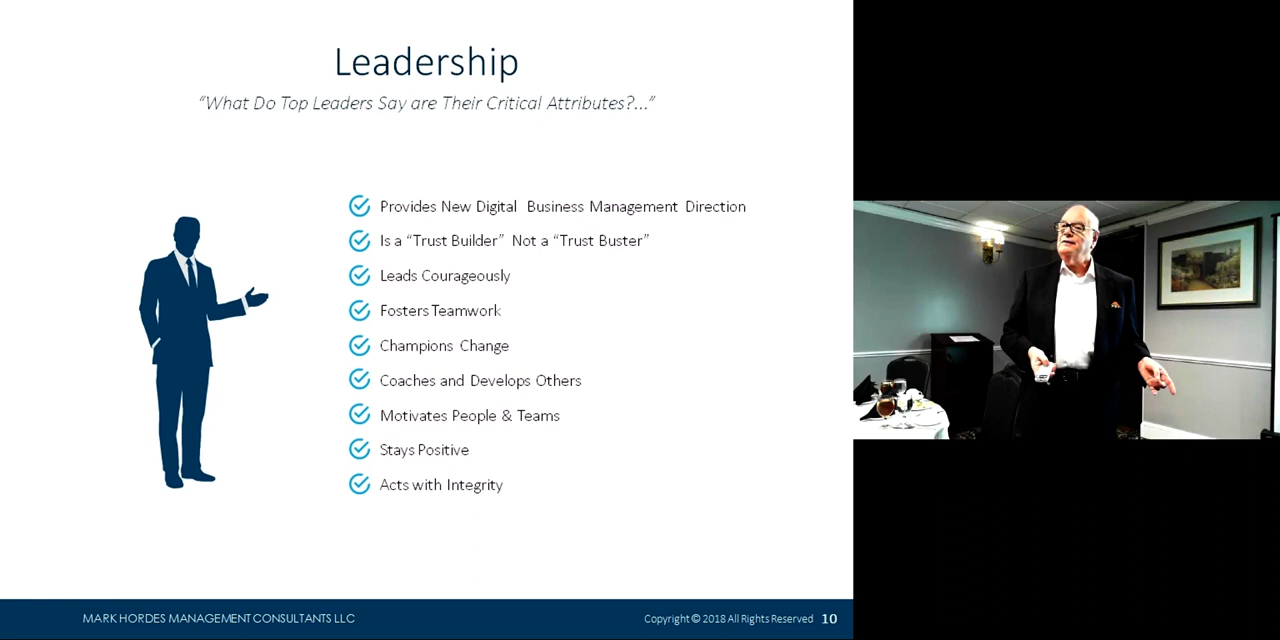 Leadership
“What Do Top Leaders Say are Their Critical Attributes?...”
Provides New Digital Business Management Direction
Is a “Trust Builder” Not a “Trust Buster”
Leads Courageously
Fosters Teamwork
Champions Change
Coaches and Develops Others
Motivates People & Teams
Stays Positive
Acts with Integrity
MARK HORDES MANAGEMENT CONSULTANTS LLC
Copyright © 2018 All Rights Reserved 10